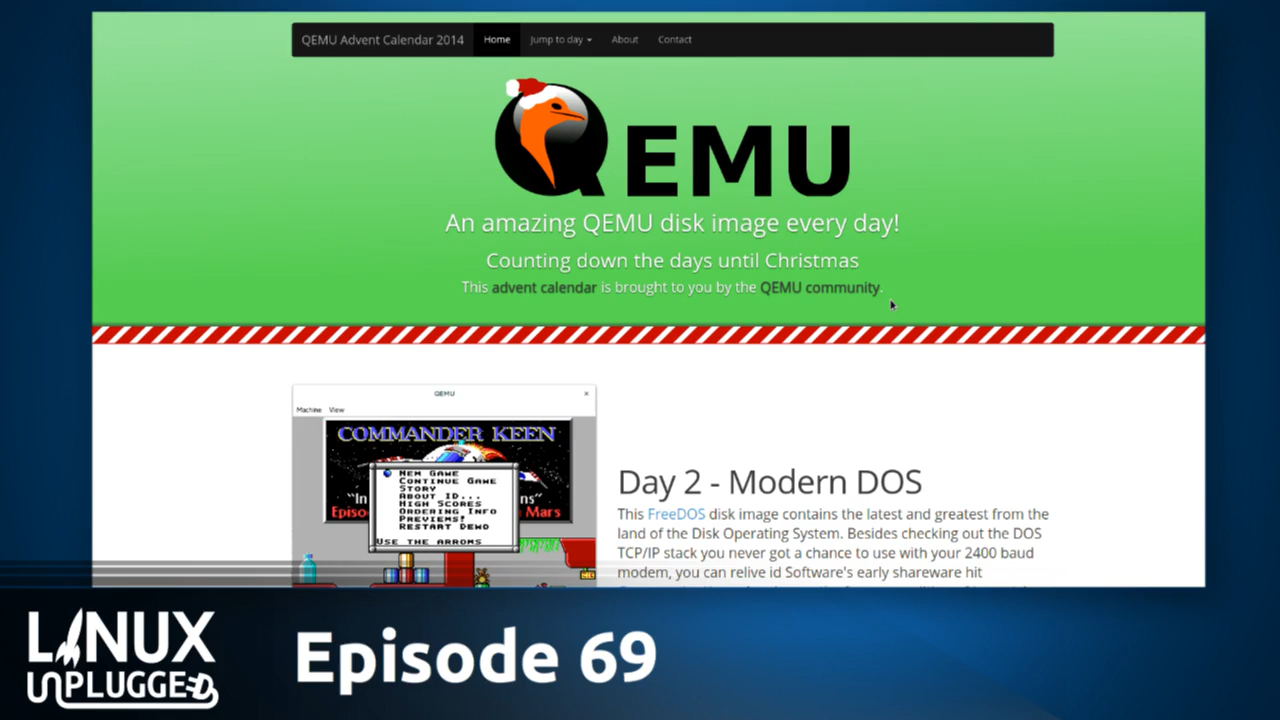 QEMU Advent Calendar 2014 Home Jump to day About Contact
QEMU
An amazing QEMU disk image every day!
Counting down the days until Christmas
This advent calendar is brought to you by the QEMU community.
QEMU
Machine View
COMMANDER KEEN
NEW GAME
CONTINUE GAME
STORY
ABOUT ID...
HIGH SCORES
ORDERING INFO
PREVIEWS!
RESTART DEMO
USE THE ARROWS
"In ns"
Episo Mars
Day 2 - Modern DOS
This FreeDOS disk image contains the latest and greatest from the
land of the Disk Operating System. Besides checking out the DOS
TCP/IP stack you never got a chance to use with your 2400 baud
modem, you can relive id Software's early shareware hit
LINUX
UNPLUGGED
Episode 69